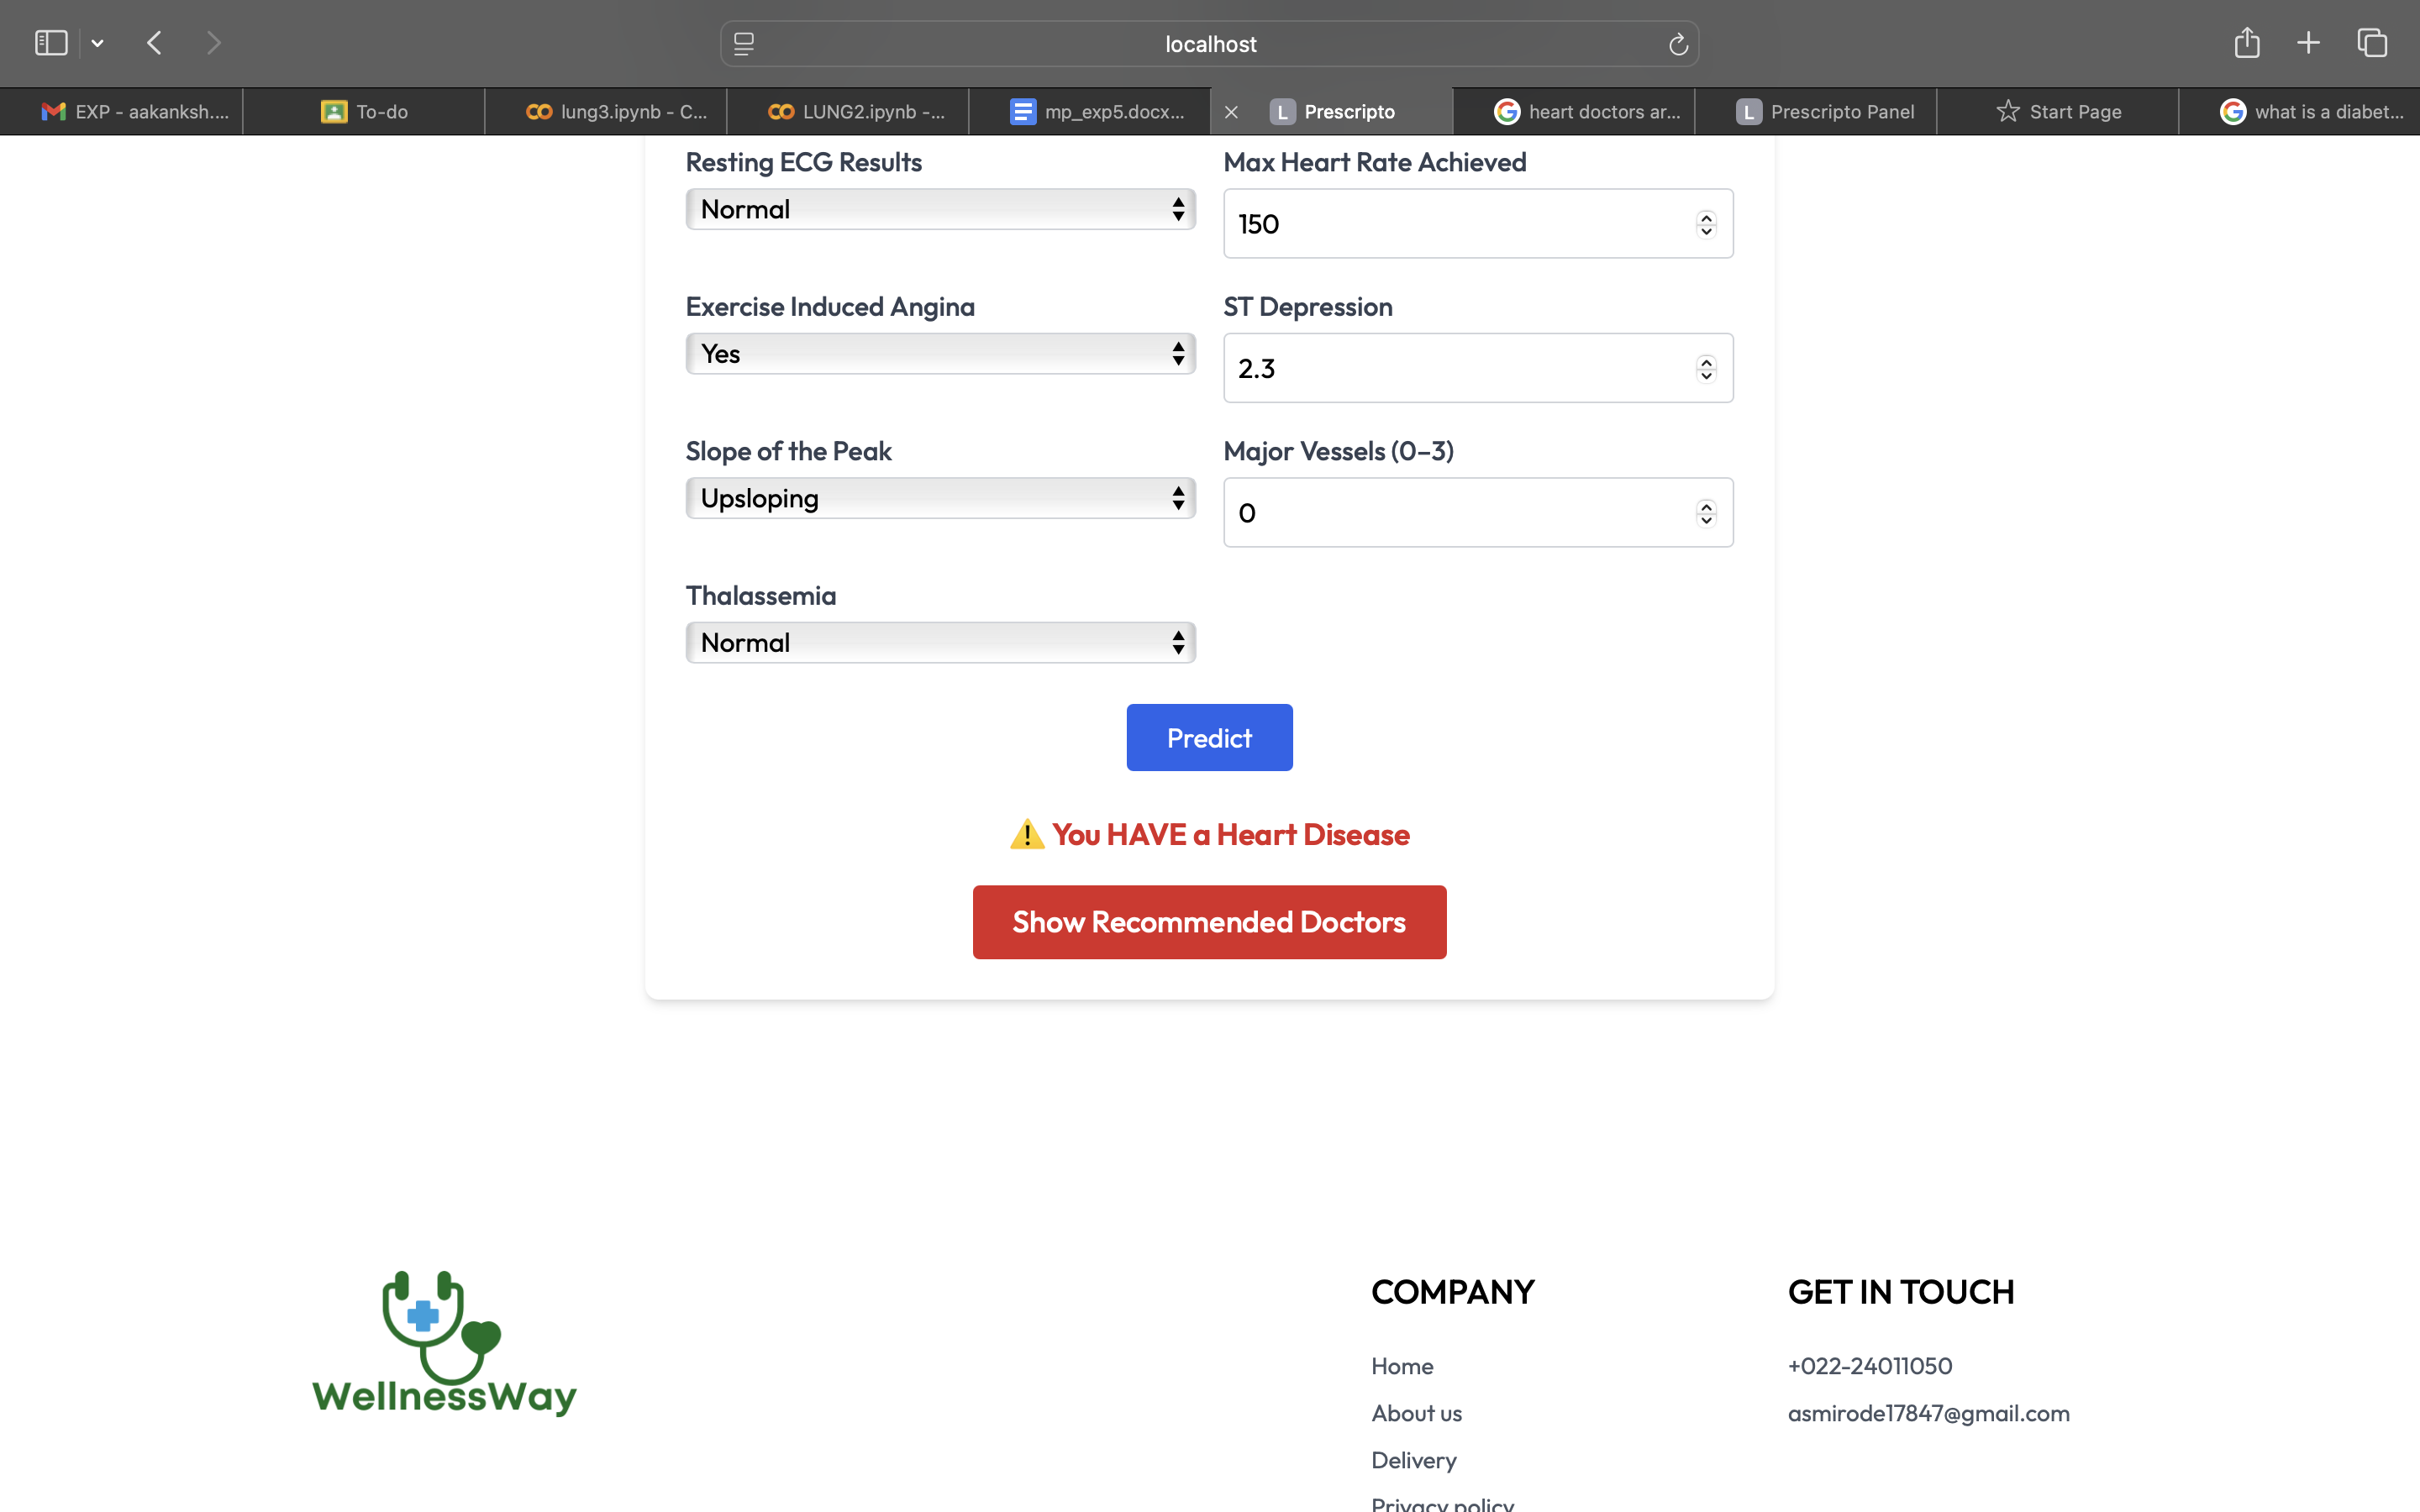 localhost
EXP - aakanksh....
To-do
lung3.ipynb - C...
LUNG2.ipynb -...
mp_exp5.docx...
L Prescripto
heart doctors ar...
L Prescripto Panel
Start Page
what is a diabet...
Resting ECG Results
Normal
Max Heart Rate Achieved
150
Exercise Induced Angina
Yes
ST Depression
2.3
Slope of the Peak
Upsloping
Major Vessels (0–3)
0
Thalassemia
Normal
Predict
You HAVE a Heart Disease
Show Recommended Doctors
WellnessWay
COMPANY
Home
About us
Delivery
Privacy policy
GET IN TOUCH
+022-24011050
asmirode17847@gmail.com